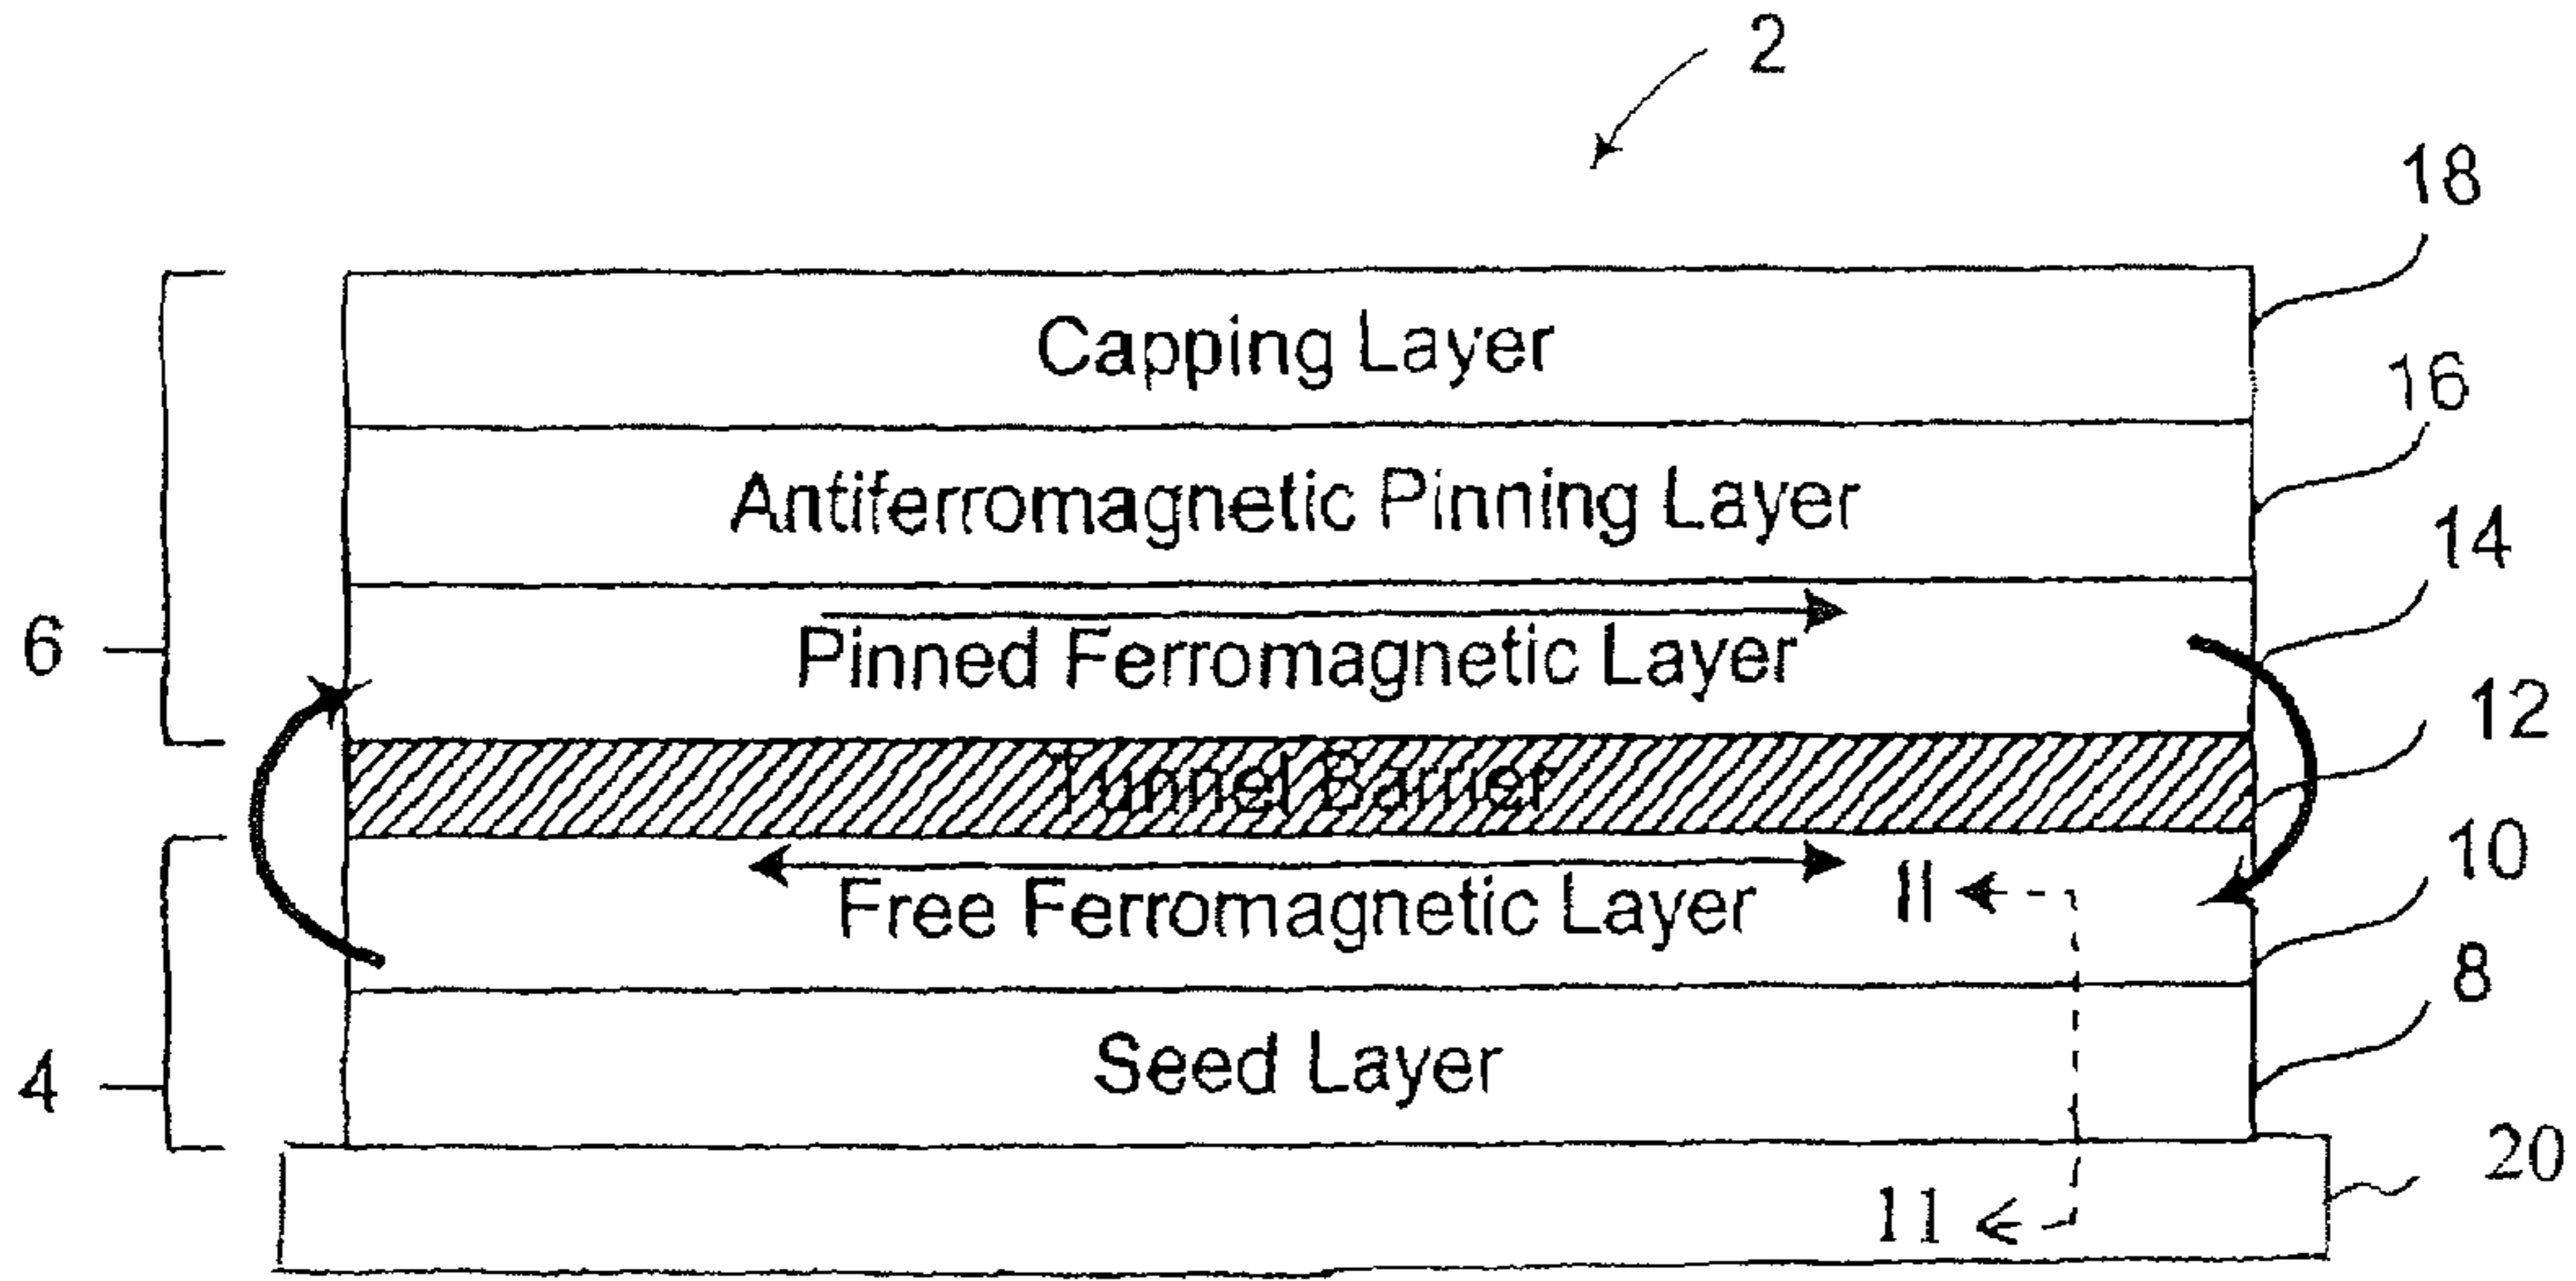 2
18
Capping Layer
16
Antiferromagnetic Pinning Layer
14
Pinned Ferromagnetic Layer
6
12
Tunnel Barrier
10
Free Ferromagnetic Layer
II
8
Seed Layer
4
20
11